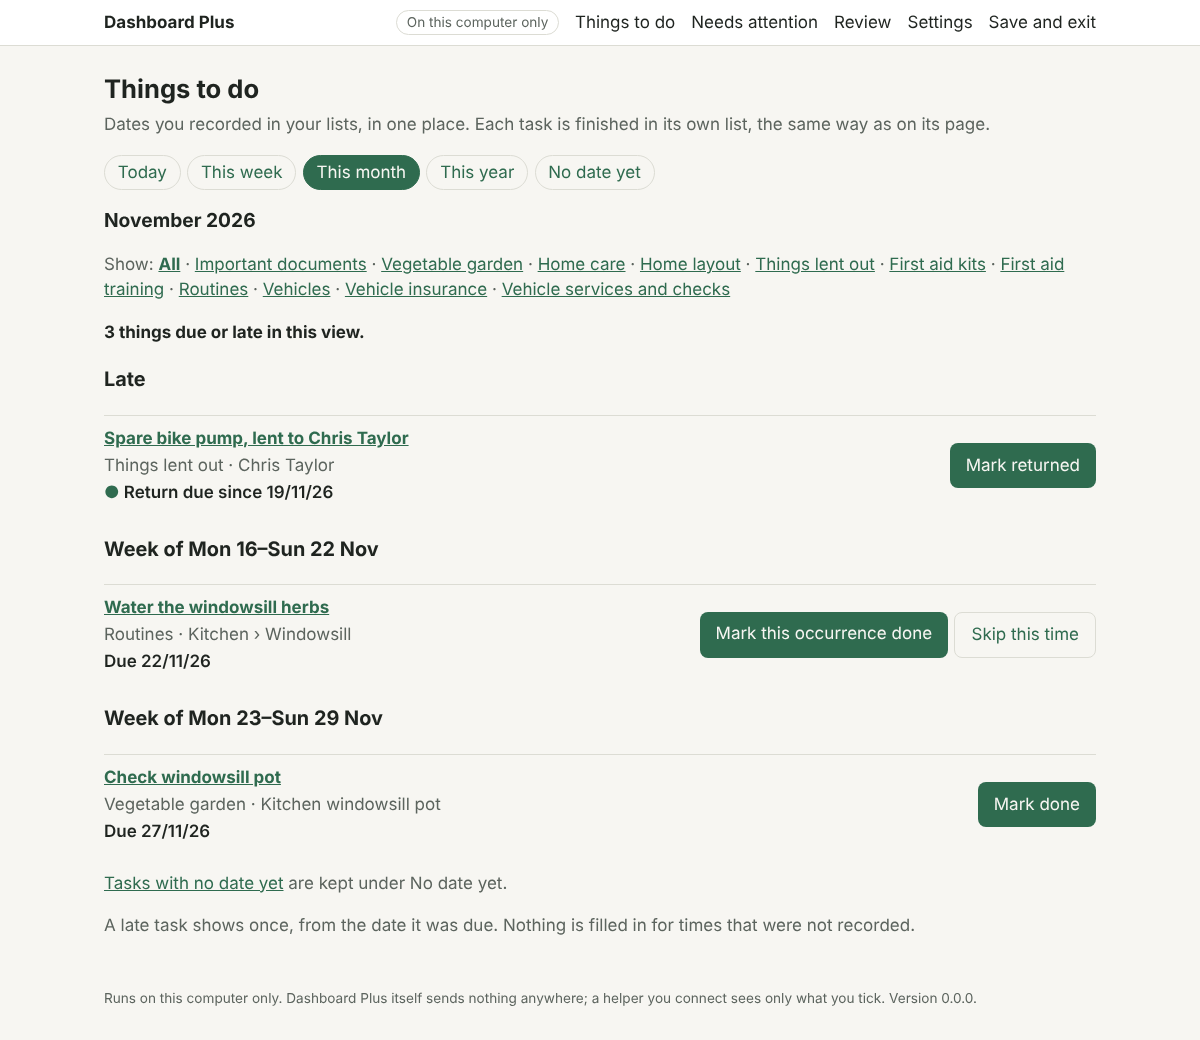 Dashboard Plus
On this computer only
Things to do
Needs attention
Review
Settings
Save and exit
Things to do
Dates you recorded in your lists, in one place. Each task is finished in its own list, the same way as on its page.
Today
This week
This month
This year
No date yet
November 2026
Show: All · Important documents · Vegetable garden · Home care · Home layout · Things lent out · First aid kits · First aid
training · Routines · Vehicles · Vehicle insurance · Vehicle services and checks
3 things due or late in this view.
Late
Spare bike pump, lent to Chris Taylor
Things lent out · Chris Taylor
Return due since 19/11/26
Mark returned
Week of Mon 16–Sun 22 Nov
Water the windowsill herbs
Routines · Kitchen › Windowsill
Due 22/11/26
Mark this occurrence done
Skip this time
Week of Mon 23–Sun 29 Nov
Check windowsill pot
Vegetable garden · Kitchen windowsill pot
Due 27/11/26
Mark done
Tasks with no date yet are kept under No date yet.
A late task shows once, from the date it was due. Nothing is filled in for times that were not recorded.
Runs on this computer only. Dashboard Plus itself sends nothing anywhere; a helper you connect sees only what you tick. Version 0.0.0.